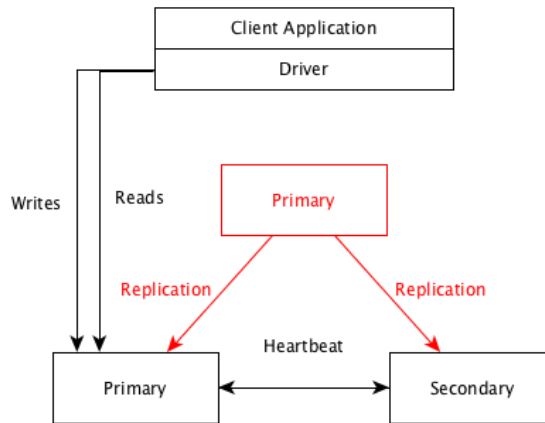 Client Application
Driver
Writes
Reads
Primary
Replication
Replication
Heartbeat
Primary
Secondary